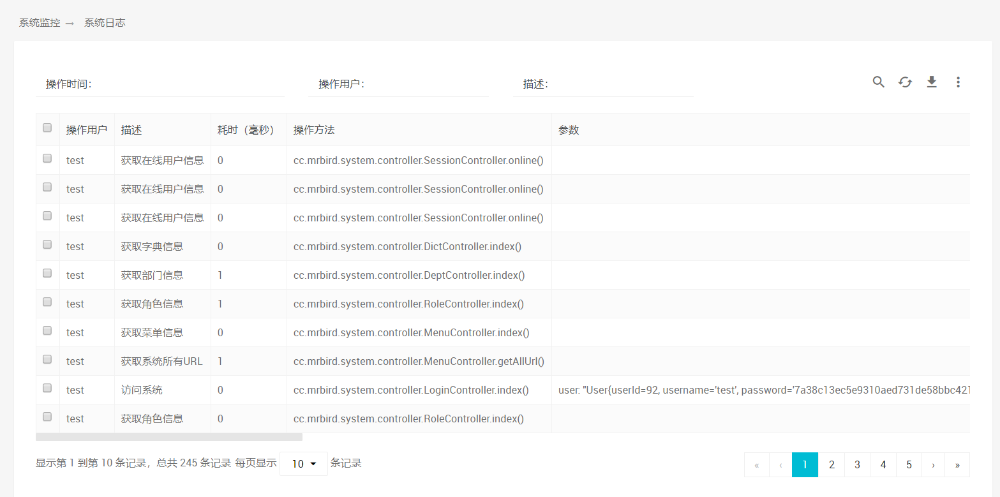 系统监控 → 系统日志
操作时间： 操作用户： 描述：
操作用户 描述 耗时（毫秒） 操作方法 参数
test 获取在线用户信息 0 cc.mrbird.system.controller.SessionController.online()
test 获取在线用户信息 0 cc.mrbird.system.controller.SessionController.online()
test 获取在线用户信息 0 cc.mrbird.system.controller.SessionController.online()
test 获取字典信息 0 cc.mrbird.system.controller.DictController.index()
test 获取部门信息 1 cc.mrbird.system.controller.DeptController.index()
test 获取角色信息 1 cc.mrbird.system.controller.RoleController.index()
test 获取菜单信息 0 cc.mrbird.system.controller.MenuController.index()
test 获取系统所有URL 1 cc.mrbird.system.controller.MenuController.getAllUrl()
test 访问系统 0 cc.mrbird.system.controller.LoginController.index() user: "User{userId=92, username='test', password='7a38c13ec5e9310aed731de58bbc421
test 获取角色信息 0 cc.mrbird.system.controller.RoleController.index()
显示第 1 到第 10 条记录，总共 245 条记录 每页显示 10 条记录 « ‹ 1 2 3 4 5 › »